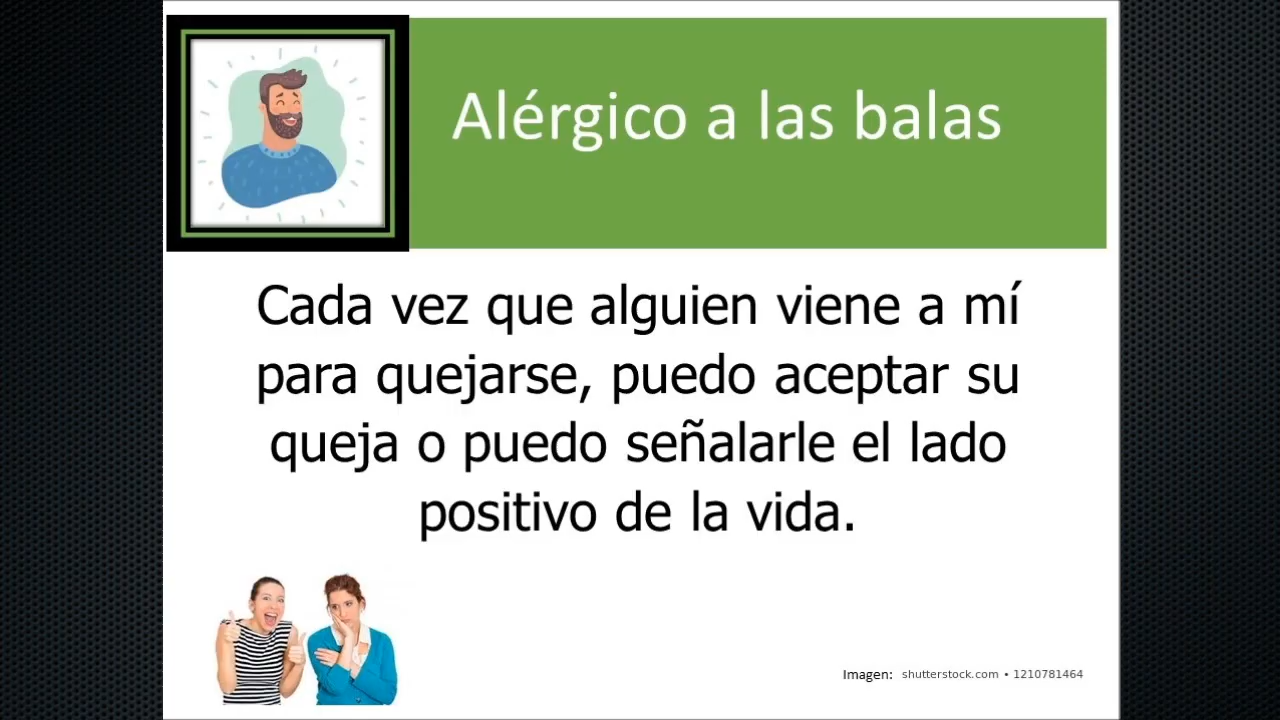 Alérgico a las balas
Cada vez que alguien viene a mí
para quejarse, puedo aceptar su
queja o puedo señalarle el lado
positivo de la vida.
Imagen: shutterstock.com • 1210781464